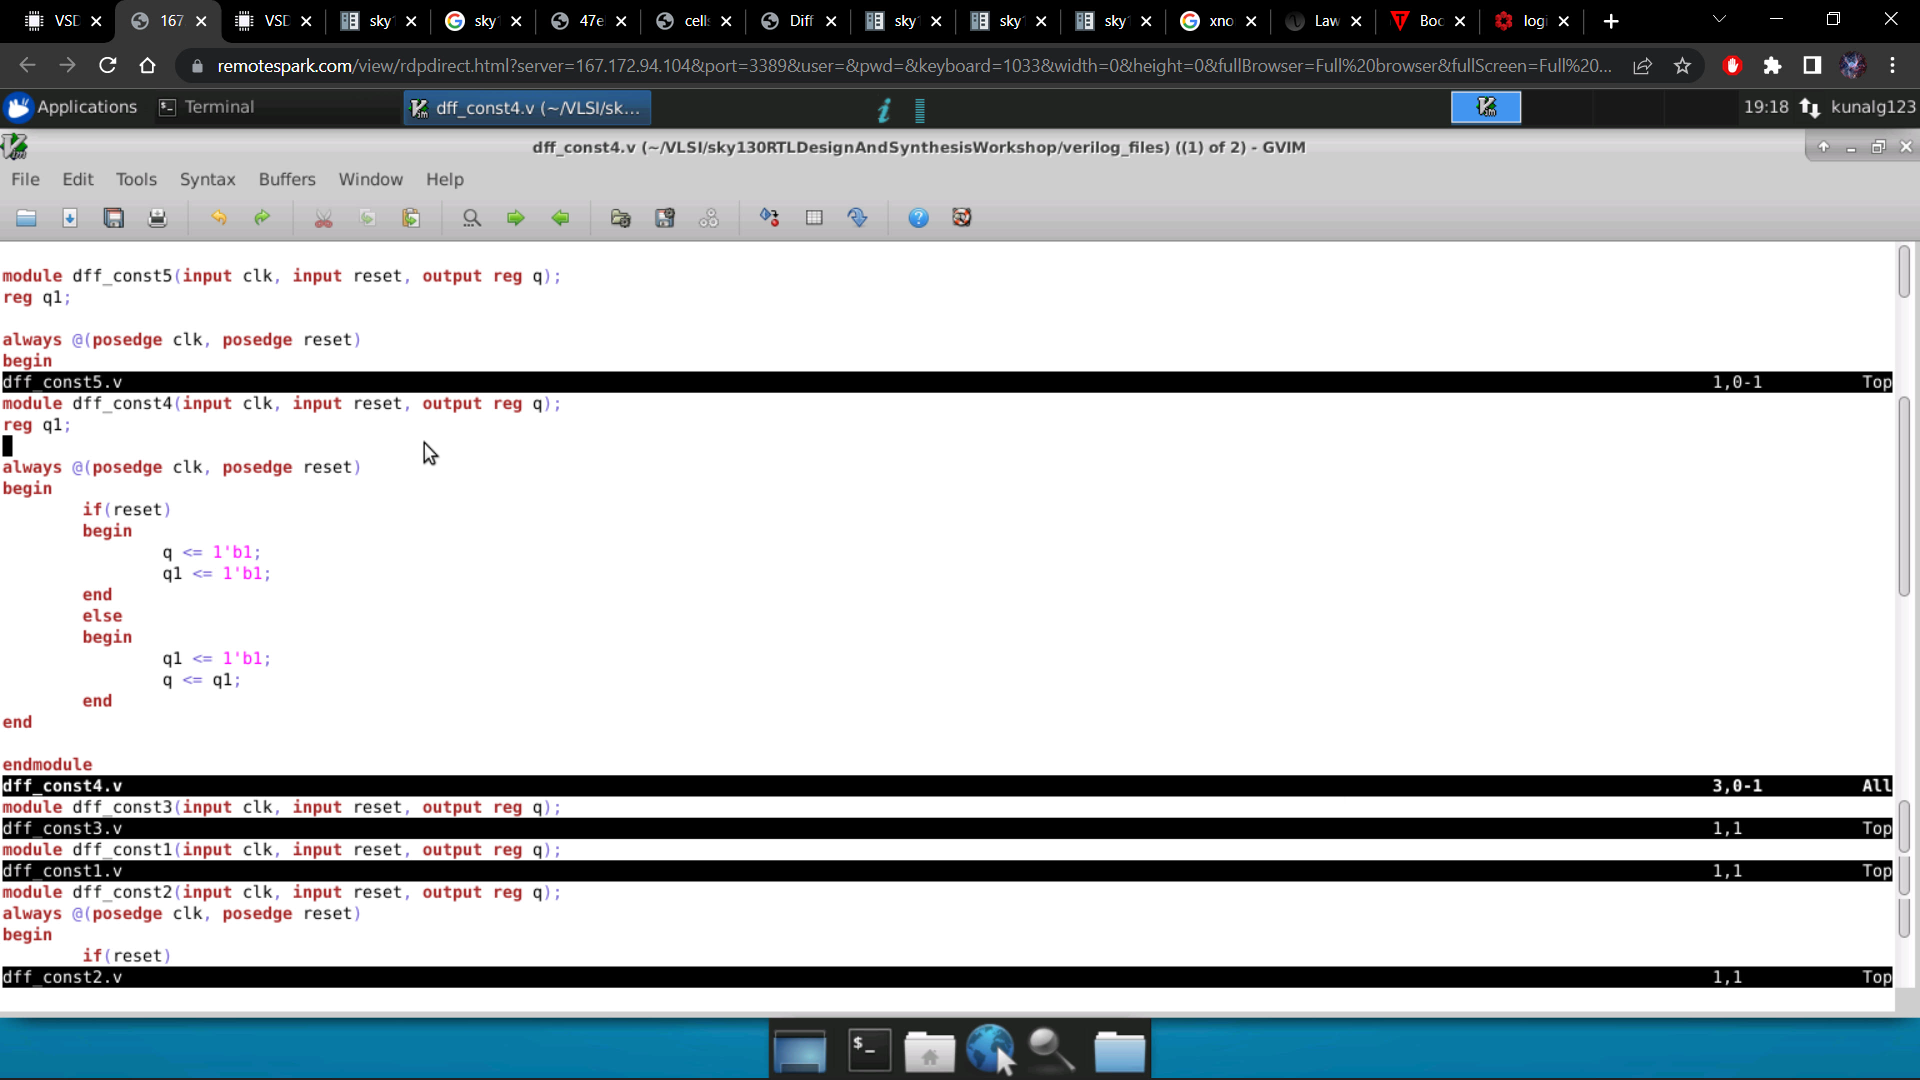 VSD 167 VSD sky sky 47e cell Diff sky sky sky xno Law Boc logi
remotespark.com/view/rdpdirect.html?server=167.172.94.104&port=3389&user=&pwd=&keyboard=1033&width=0&height=0&fullBrowser=Full%20browser&fullScreen=Full%20...
Applications Terminal dff_const4.v (~/VLSI/sk... 19:18 kunalg123
dff_const4.v (~/VLSI/sky130RTLDesignAndSynthesisWorkshop/verilog_files) ((1) of 2) - GVIM
File Edit Tools Syntax Buffers Window Help
module dff_const5(input clk, input reset, output reg q);
reg q1;
always @(posedge clk, posedge reset)
begin
dff_const5.v 1,0-1 Top
module dff_const4(input clk, input reset, output reg q);
reg q1;
always @(posedge clk, posedge reset)
begin
if(reset)
begin
q <= 1'b1;
q1 <= 1'b1;
end
else
begin
q1 <= 1'b1;
q <= q1;
end
end
endmodule
dff_const4.v 3,0-1 All
module dff_const3(input clk, input reset, output reg q);
dff_const3.v 1,1 Top
module dff_const1(input clk, input reset, output reg q);
dff_const1.v 1,1 Top
module dff_const2(input clk, input reset, output reg q);
always @(posedge clk, posedge reset)
begin
if(reset)
dff_const2.v 1,1 Top
$_